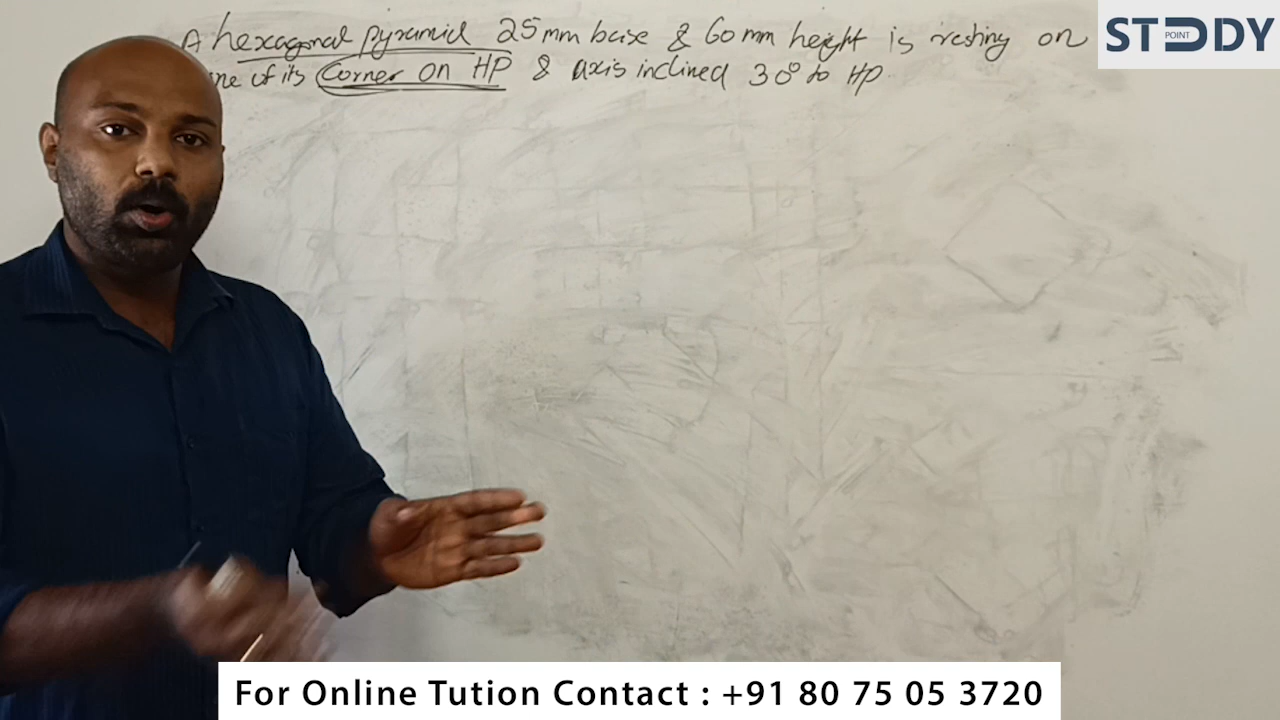 A hexagonal pyramid 25mm base & 60mm height is resting on
of its Corner on HP & axis inclined 30° to HP.
STUDY
POINT
For Online Tution Contact : +91 80 75 05 3720